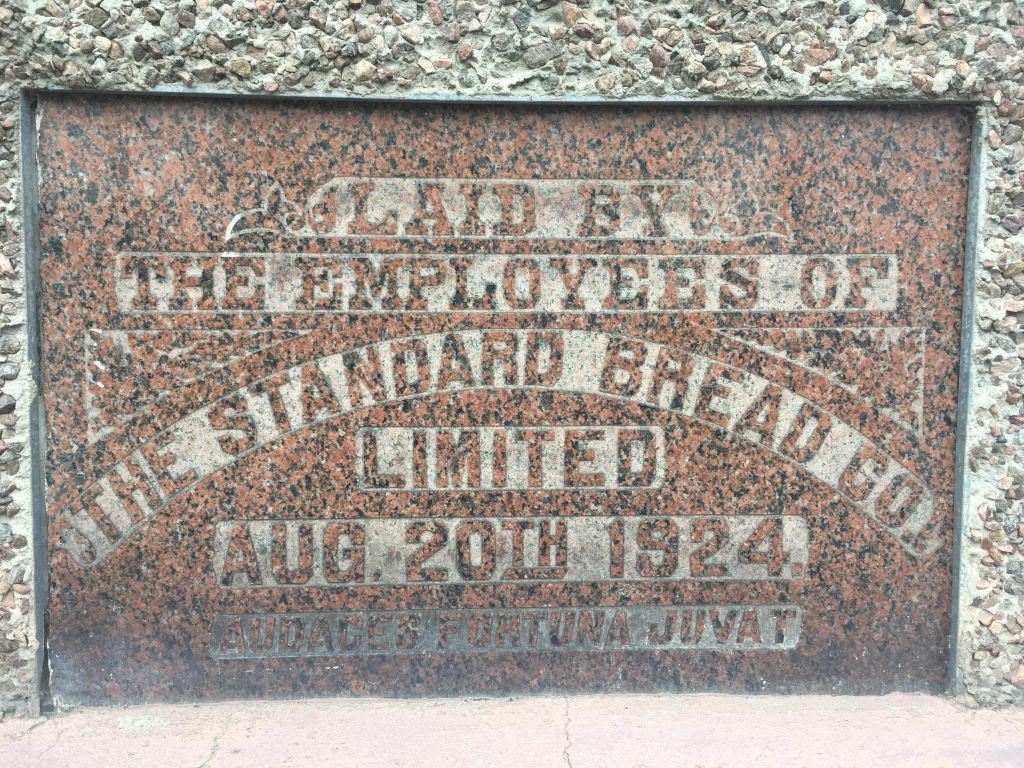 LAID BY
THE EMPLOYEES OF
THE STANDARD BREAD CO.
LIMITED
AUG. 20TH 1924.
AUDACES FORTUNA JUVAT